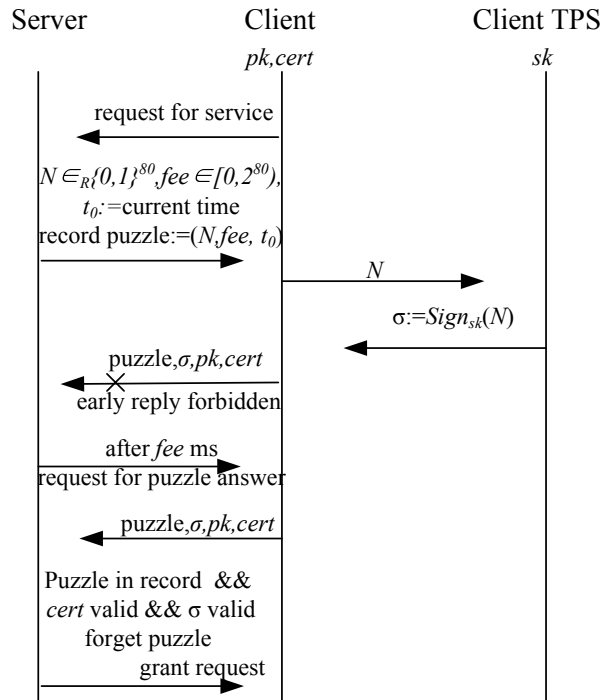 Server Client Client TPS
pk,cert sk
request for service
N ∈R{0,1}⁸⁰,fee ∈[0,2⁸⁰),
t₀:=current time
record puzzle:=(N,fee, t₀)
N
σ:=Signsk(N)
puzzle,σ,pk,cert
early reply forbidden
after fee ms
request for puzzle answer
puzzle,σ,pk,cert
Puzzle in record &&
cert valid && σ valid
forget puzzle
grant request